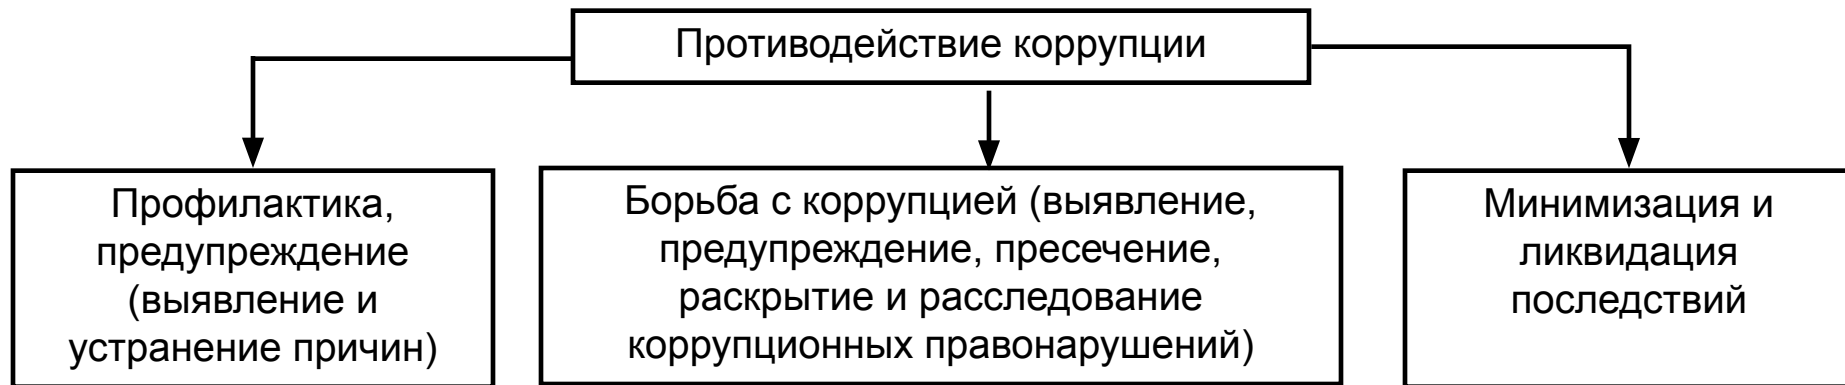 Противодействие коррупции
Профилактика,
предупреждение
(выявление и
устранение причин)
Борьба с коррупцией (выявление,
предупреждение, пресечение,
раскрытие и расследование
коррупционных правонарушений)
Минимизация и
ликвидация
последствий